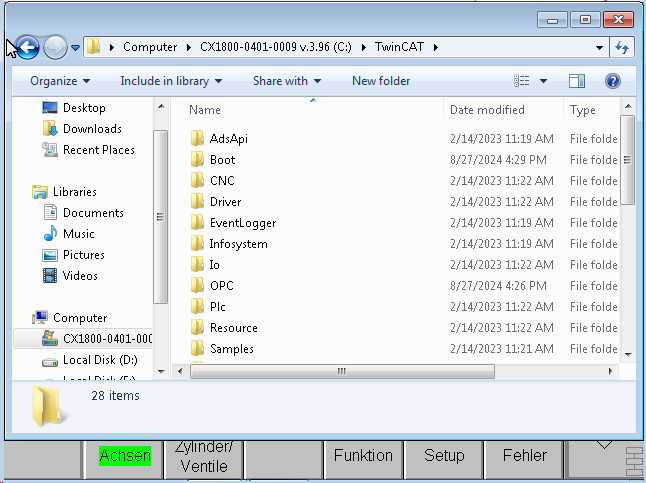 Computer CX1800-0401-0009 v.3.96 (C:) TwinCAT
Organize Include in library Share with New folder
Desktop
Downloads
Recent Places
Libraries
Documents
Music
Pictures
Videos
Computer
CX1800-0401-000
Local Disk (D:)
Local Disk (E:)
Name Date modified Type
AdsApi 2/14/2023 11:19 AM File folde
Boot 8/27/2024 4:29 PM File folde
CNC 2/14/2023 11:22 AM File folde
Driver 2/14/2023 11:22 AM File folde
EventLogger 2/14/2023 11:19 AM File folde
Infosystem 2/14/2023 11:19 AM File folde
Io 2/14/2023 11:22 AM File folde
OPC 8/27/2024 4:26 PM File folde
Plc 2/14/2023 11:22 AM File folde
Resource 2/14/2023 11:22 AM File folde
Samples 2/14/2023 11:21 AM File folde
28 items
Achsen
Zylinder/
Ventile
Funktion
Setup
Fehler